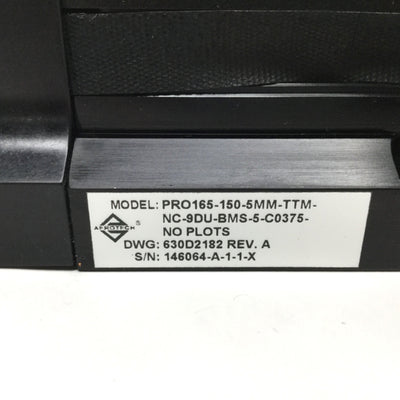 MODEL: PRO165-150-5MM-TTM-
NC-9DU-BMS-5-C0375-
NO PLOTS
AEROTECH
DWG: 630D2182 REV. A
S/N: 146064-A-1-1-X